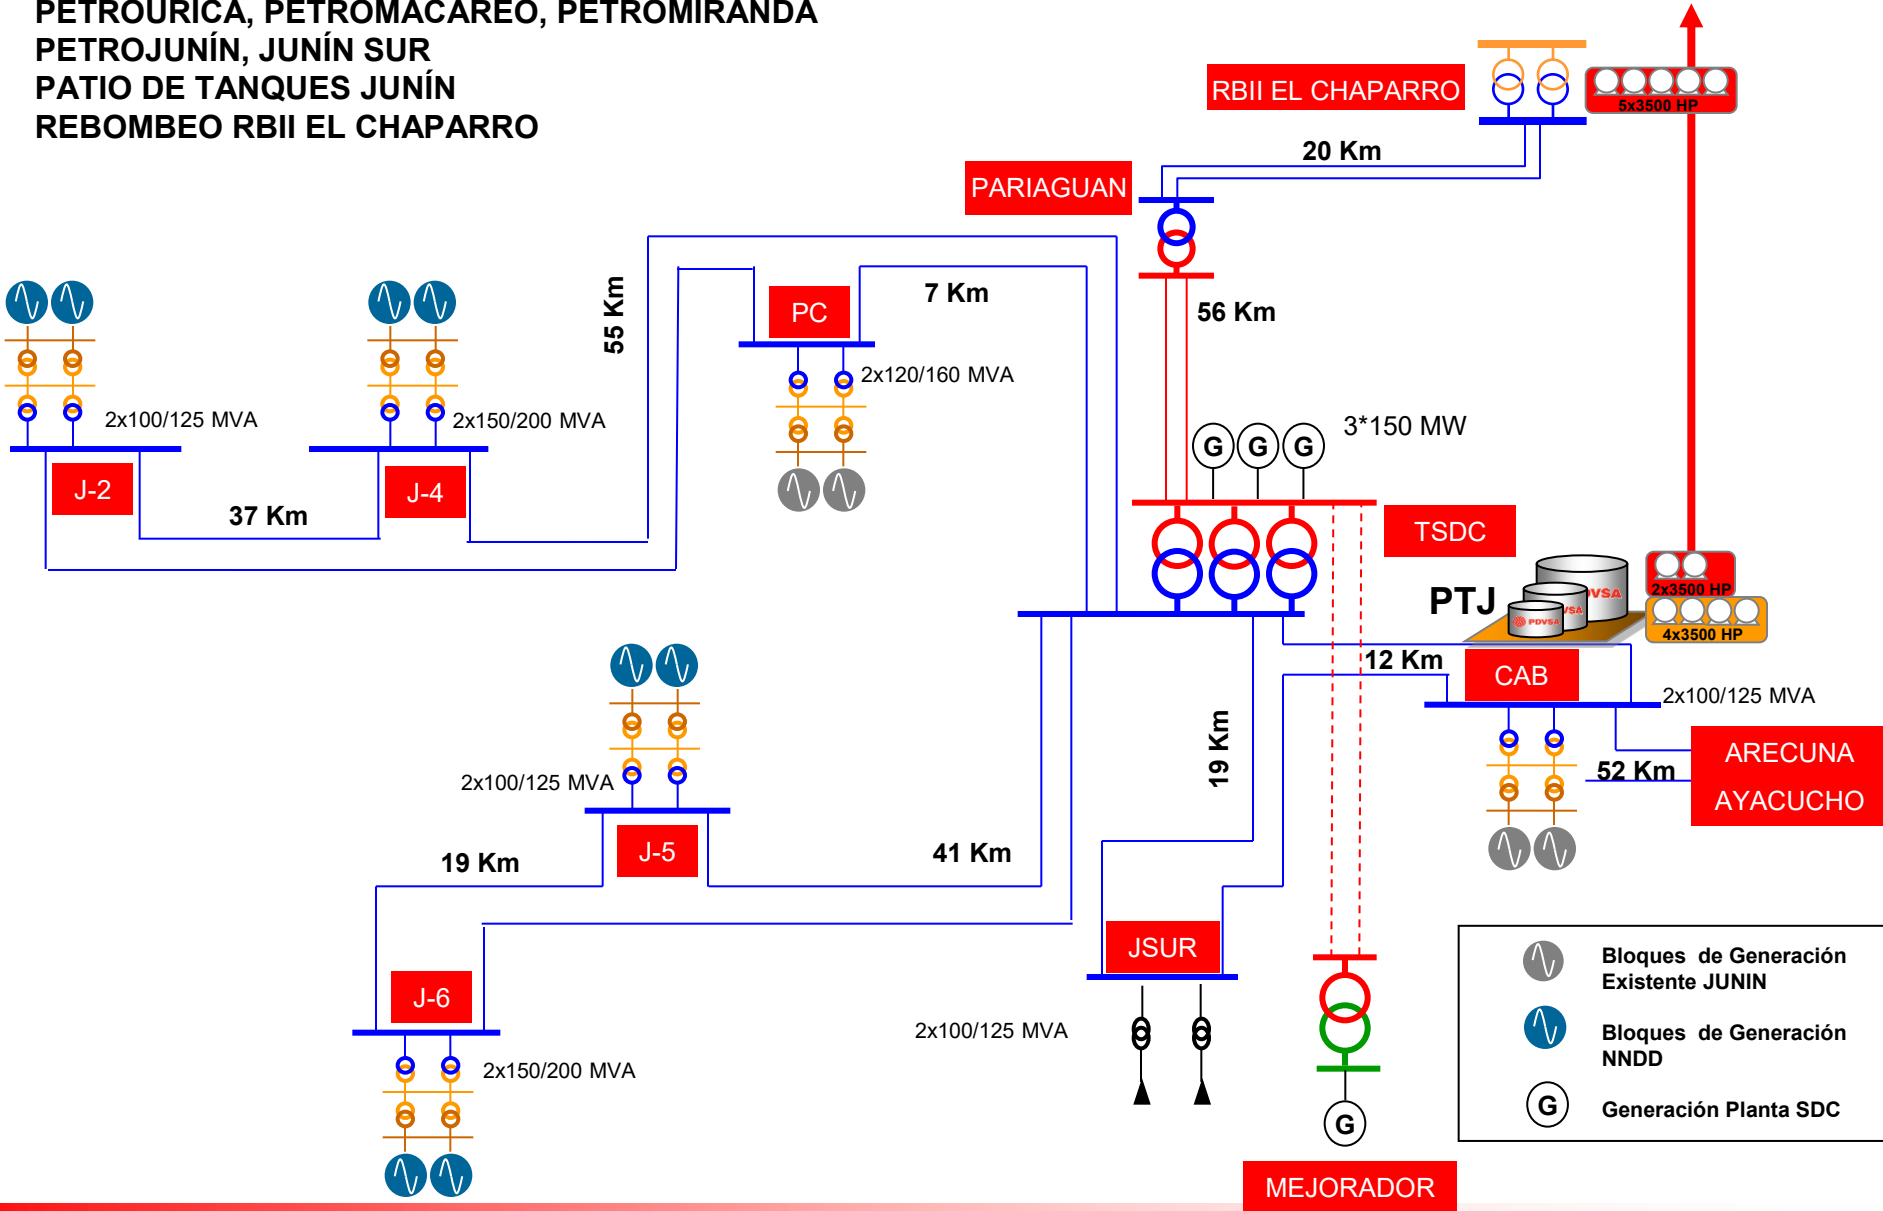 PETROURICA, PETROMACAREO, PETROMIRANDA
PETROJUNÍN, JUNÍN SUR
PATIO DE TANQUES JUNÍN
REBOMBEO RBII EL CHAPARRO
RBII EL CHAPARRO
5x3500 HP
20 Km
PARIAGUAN
55 Km
7 Km
PC
56 Km
2x120/160 MVA
2x100/125 MVA
2x150/200 MVA
3*150 MW
G G G
J-2
J-4
37 Km
TSDC
PTJ
PDVSA
2x3500 HP
4x3500 HP
12 Km
CAB
2x100/125 MVA
19 Km
ARECUNA
AYACUCHO
52 Km
2x100/125 MVA
J-5
19 Km
41 Km
JSUR
J-6
2x100/125 MVA
2x150/200 MVA
G
MEJORADOR
Bloques de Generación
Existente JUNIN
Bloques de Generación
NNDD
G Generación Planta SDC